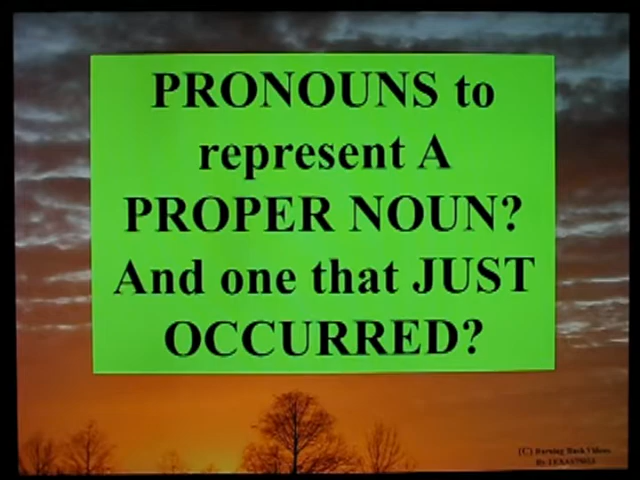 PRONOUNS to
represent A
PROPER NOUN?
And one that JUST
OCCURRED?
(C) Burning Bush Videos